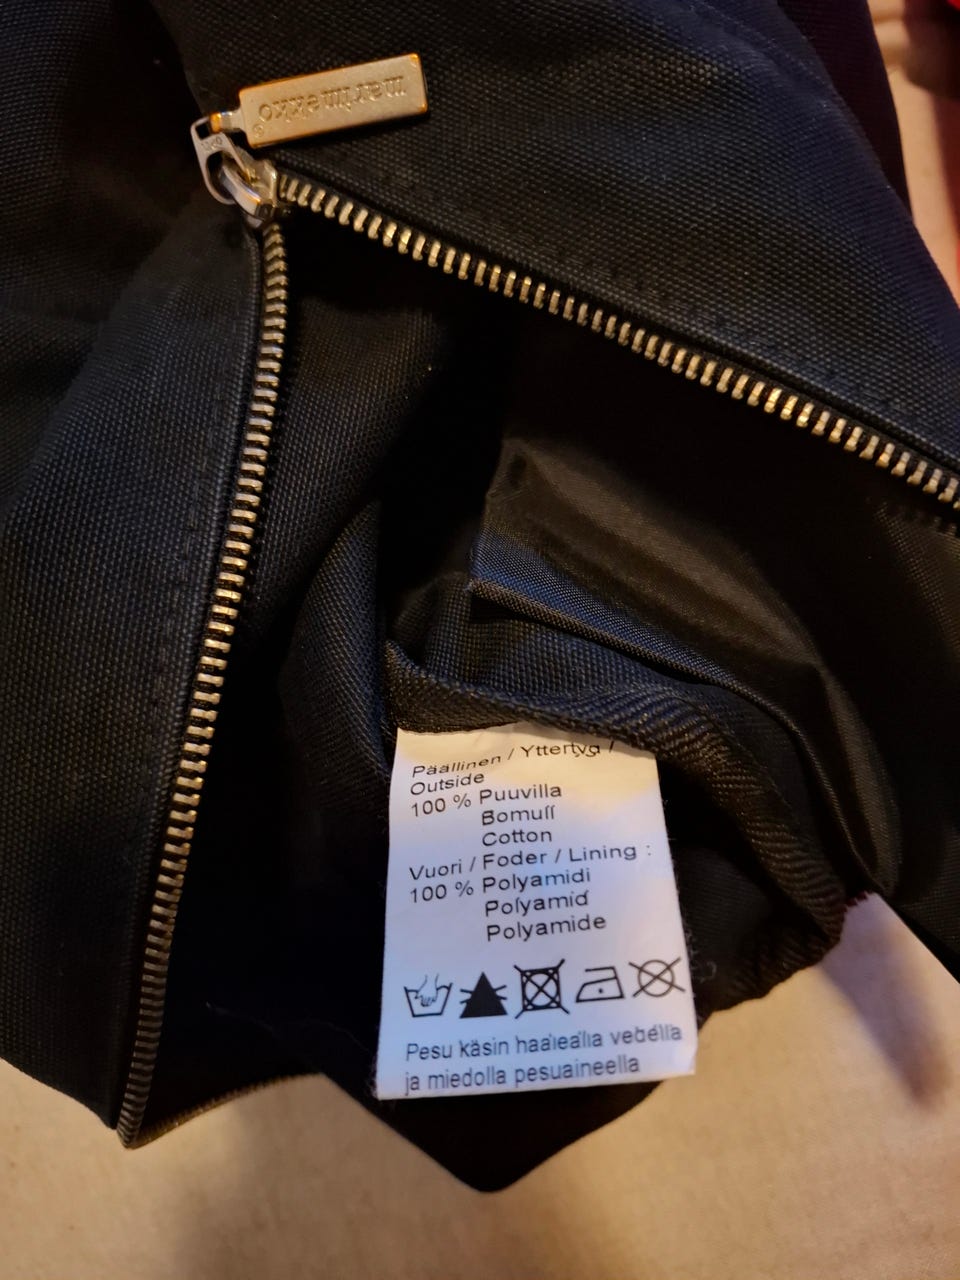 marimekko®
Päällinen / Yttertyg /
Outside
100 % Puuvilla
Bomull
Cotton
Vuori / Foder / Lining :
100 % Polyamidi
Polyamid
Polyamide
Pesu käsin haalealla vedellä
ja miedolla pesuaineella